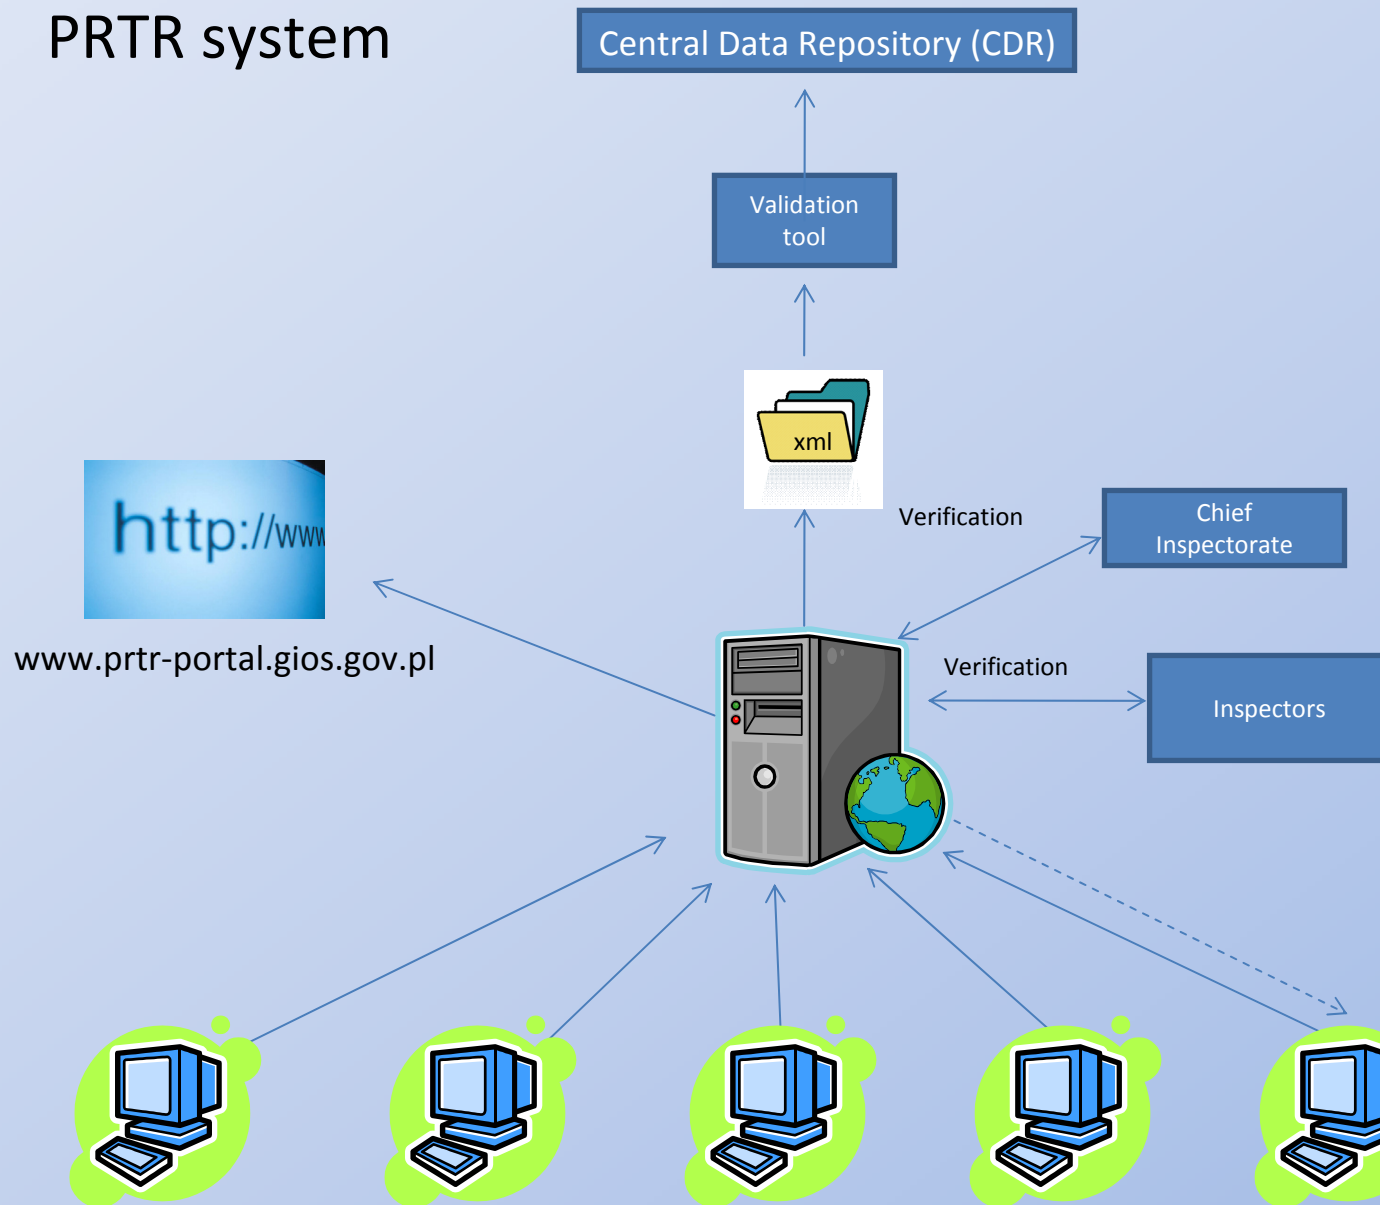 PRTR system
Central Data Repository (CDR)
Validation
tool
xml
http://www
Verification
Chief
Inspectorate
www.prtr-portal.gios.gov.pl
Verification
Inspectors